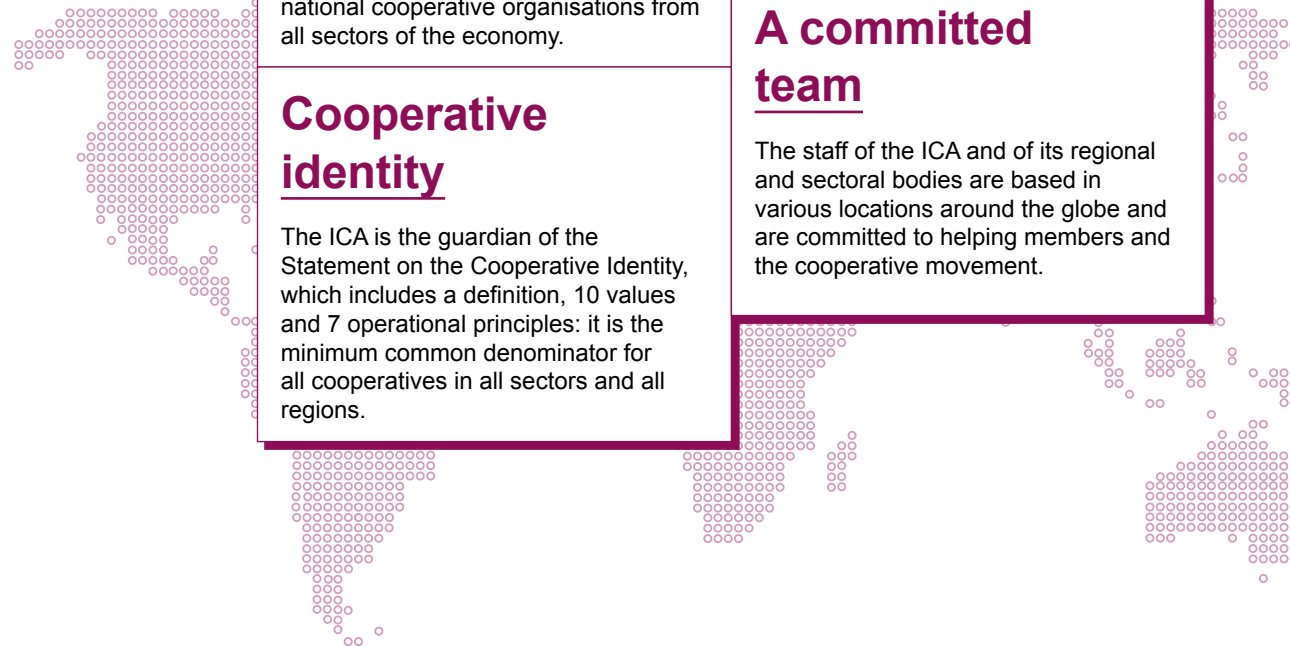 national cooperative organisations from
all sectors of the economy.
Cooperative
identity
The ICA is the guardian of the
Statement on the Cooperative Identity,
which includes a definition, 10 values
and 7 operational principles: it is the
minimum common denominator for
all cooperatives in all sectors and all
regions.
A committed
team
The staff of the ICA and of its regional
and sectoral bodies are based in
various locations around the globe and
are committed to helping members and
the cooperative movement.